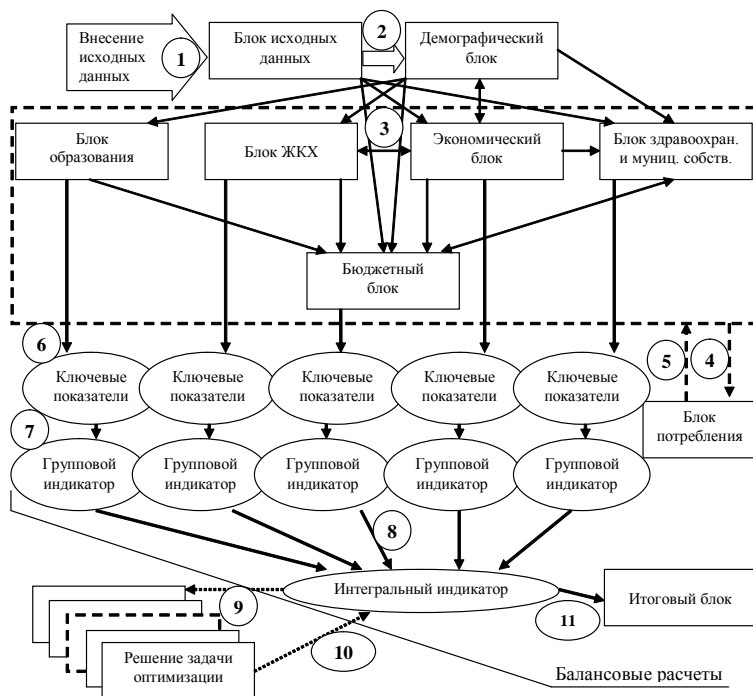 Внесение
исходных
данных
1
Блок исходных
данных
2
Демографический
блок
3
Блок
образования
Блок ЖКХ
Экономический
блок
Блок здравоохран.
и муниц. собств.
Бюджетный
блок
6
5
4
Ключевые
показатели
Ключевые
показатели
Ключевые
показатели
Ключевые
показатели
Ключевые
показатели
Блок
потребления
7
Групповой
индикатор
Групповой
индикатор
Групповой
индикатор
Групповой
индикатор
Групповой
индикатор
8
Интегральный индикатор
Итоговый блок
9
11
10
Решение задачи
оптимизации
Балансовые расчеты